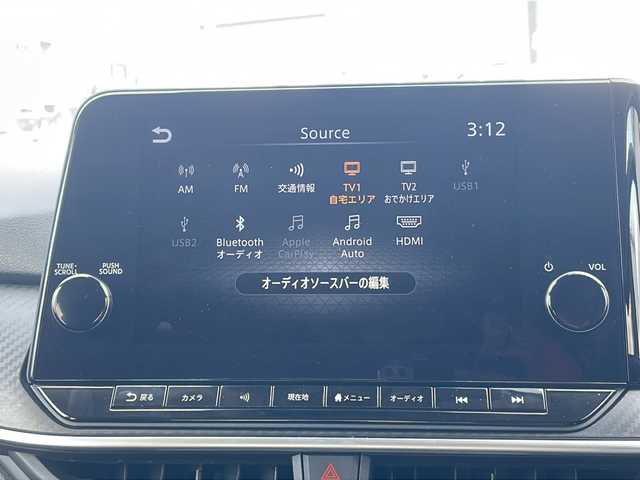 Source
3:12
AM
FM
交通情報
TV1
自宅エリア
TV2
おでかけエリア
USB1
USB2
Bluetooth
オーディオ
Apple
CarPlay
Android
Auto
HDMI
オーディオソースバーの編集
TUNE・
SCROLL
PUSH
SOUND
VOL
戻る
カメラ
現在地
メニュー
オーディオ